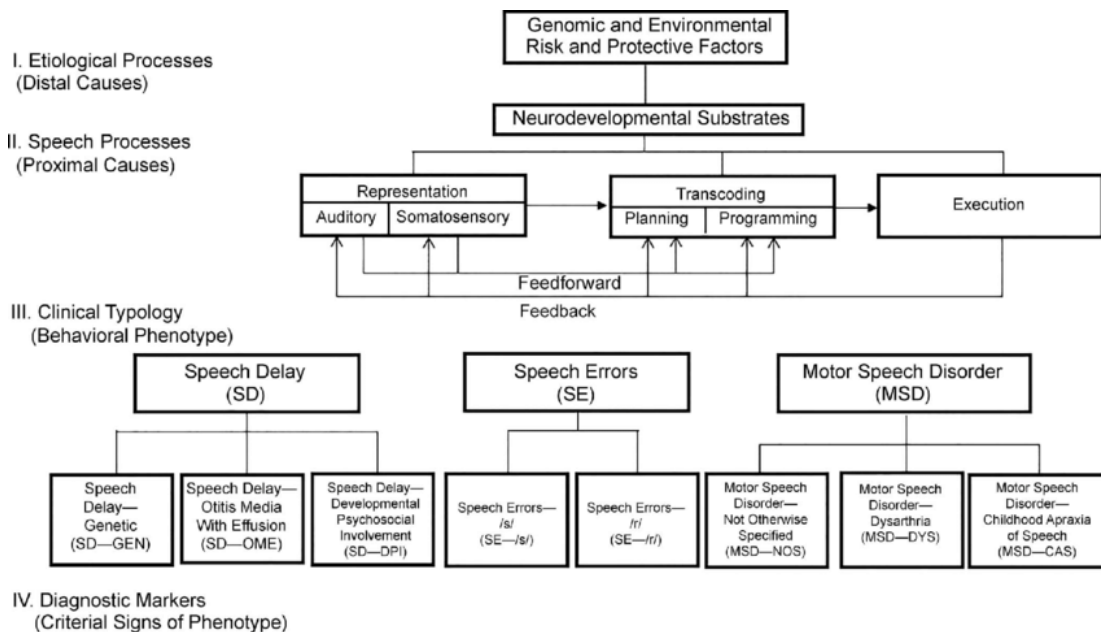 Genomic and Environmental
Risk and Protective Factors
I. Etiological Processes
(Distal Causes)
Neurodevelopmental Substrates
II. Speech Processes
(Proximal Causes)
Representation
Auditory
Somatosensory
Transcoding
Planning
Programming
Execution
Feedforward
Feedback
III. Clinical Typology
(Behavioral Phenotype)
Speech Delay
(SD)
Speech Errors
(SE)
Motor Speech Disorder
(MSD)
Speech
Delay—
Genetic
(SD—GEN)
Speech Delay—
Otitis Media
With Effusion
(SD—OME)
Speech Delay—
Developmental
Psychosocial
Involvement
(SD—DPI)
Speech Errors—
/s/
(SE—/s/)
Speech Errors—
/r/
(SE—/r/)
Motor Speech
Disorder—
Not Otherwise
Specified
(MSD—NOS)
Motor Speech
Disorder—
Dysarthria
(MSD—DYS)
Motor Speech
Disorder—
Childhood Apraxia
of Speech
(MSD—CAS)
IV. Diagnostic Markers
(Criterial Signs of Phenotype)